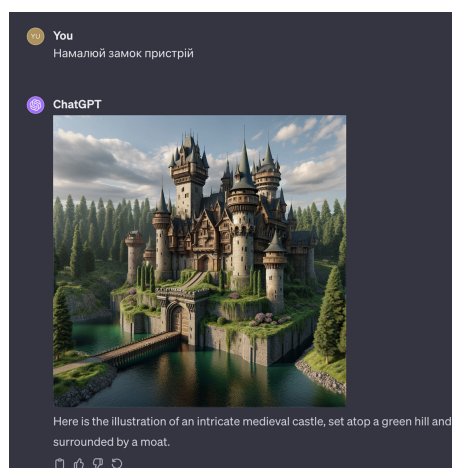 YU You
Намалюй замок пристрій
ChatGPT
Here is the illustration of an intricate medieval castle, set atop a green hill and
surrounded by a moat.